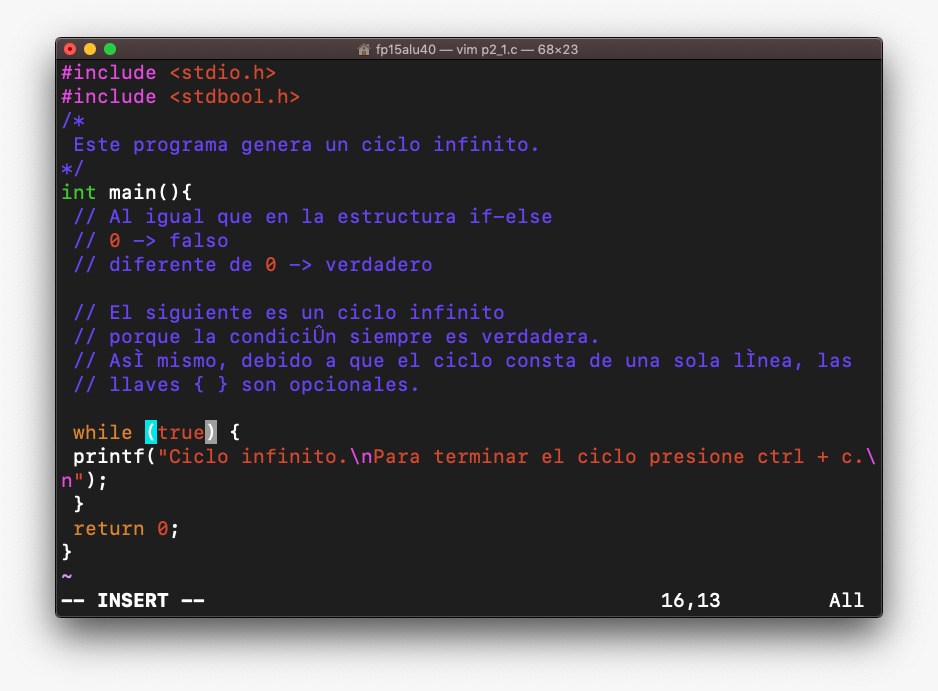 fp15alu40 — vim p2_1.c — 68×23
#include <stdio.h>
#include <stdbool.h>
/*
 Este programa genera un ciclo infinito.
*/
int main(){
 // Al igual que en la estructura if-else
 // 0 -> falso
 // diferente de 0 -> verdadero

 // El siguiente es un ciclo infinito
 // porque la condiciÛn siempre es verdadera.
 // AsÌ mismo, debido a que el ciclo consta de una sola lÌnea, las
 // llaves { } son opcionales.

 while (true) {
 printf("Ciclo infinito.\nPara terminar el ciclo presione ctrl + c.\
n");
 }
 return 0;
}
~
-- INSERT -- 16,13 All